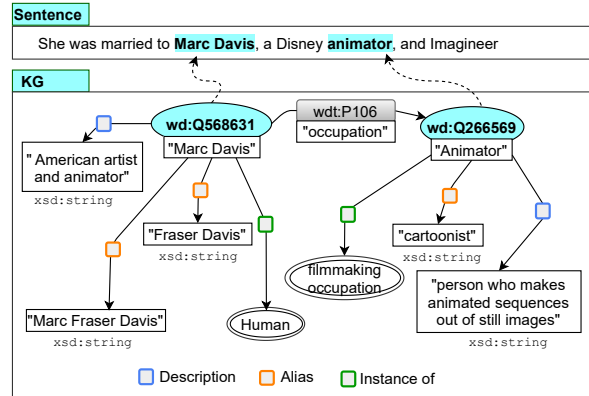 Sentence
She was married to Marc Davis, a Disney animator, and Imagineer
KG
wd:Q568631
"Marc Davis"
wdt:P106
"occupation"
wd:Q266569
"Animator"
" American artist
and animator"
xsd:string
"Fraser Davis"
xsd:string
"Marc Fraser Davis"
xsd:string
Human
filmmaking
occupation
"cartoonist"
xsd:string
"person who makes
animated sequences
out of still images"
xsd:string
Description
Alias
Instance of